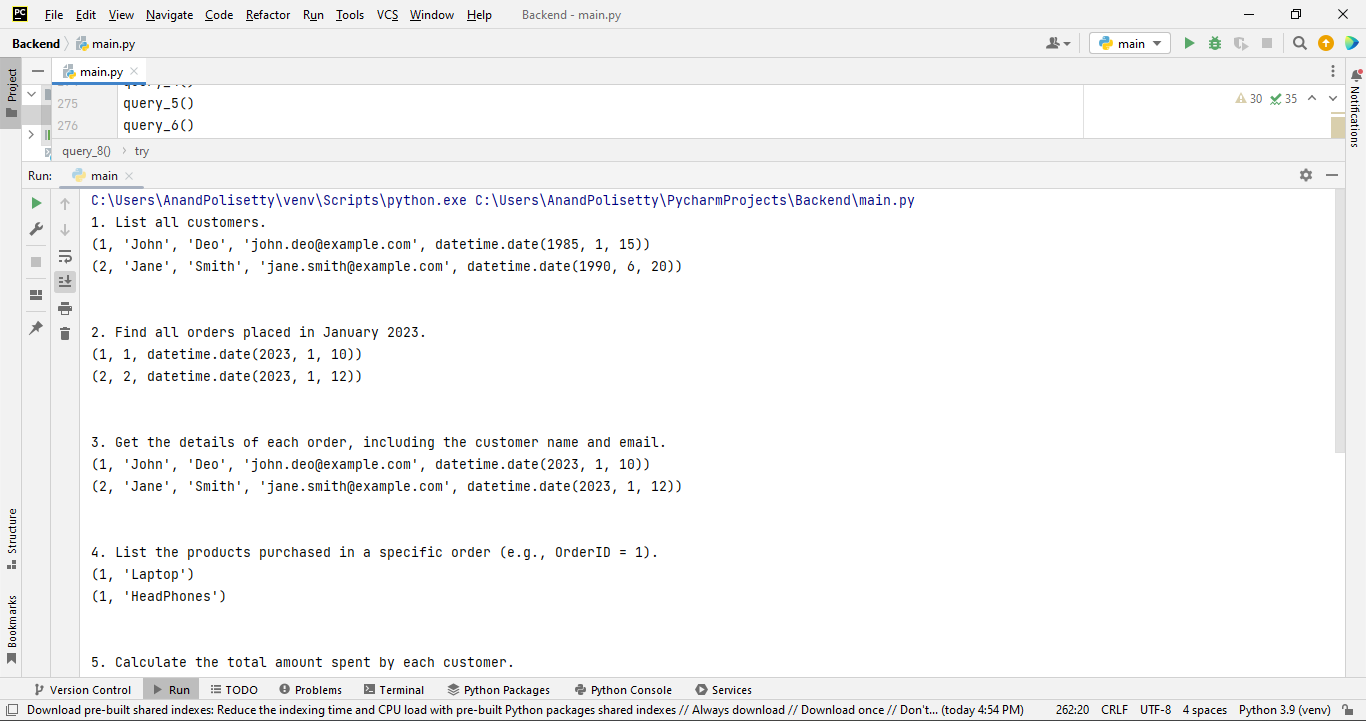 PC File Edit View Navigate Code Refactor Run Tools VCS Window Help Backend - main.py
Backend main.py main
Project main.py
275 query_5() 30 35
276 query_6()
Notifications
query_8() try
Run: main
C:\Users\AnandPolisetty\venv\Scripts\python.exe C:\Users\AnandPolisetty\PycharmProjects\Backend\main.py
1. List all customers.
(1, 'John', 'Deo', 'john.deo@example.com', datetime.date(1985, 1, 15))
(2, 'Jane', 'Smith', 'jane.smith@example.com', datetime.date(1990, 6, 20))
2. Find all orders placed in January 2023.
(1, 1, datetime.date(2023, 1, 10))
(2, 2, datetime.date(2023, 1, 12))
3. Get the details of each order, including the customer name and email.
(1, 'John', 'Deo', 'john.deo@example.com', datetime.date(2023, 1, 10))
(2, 'Jane', 'Smith', 'jane.smith@example.com', datetime.date(2023, 1, 12))
4. List the products purchased in a specific order (e.g., OrderID = 1).
(1, 'Laptop')
(1, 'HeadPhones')
5. Calculate the total amount spent by each customer.
Structure
Bookmarks
Version Control Run TODO Problems Terminal Python Packages Python Console Services
Download pre-built shared indexes: Reduce the indexing time and CPU load with pre-built Python packages shared indexes // Always download // Download once // Don't... (today 4:54 PM) 262:20 CRLF UTF-8 4 spaces Python 3.9 (venv)